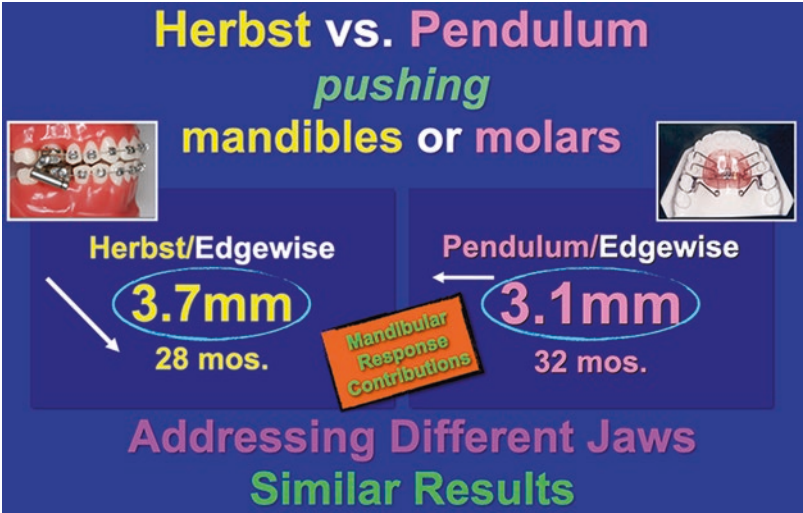 Herbst vs. Pendulum
pushing
mandibles or molars
Herbst/Edgewise
3.7mm
28 mos.
Pendulum/Edgewise
3.1mm
32 mos.
Mandibular
Response
Contributions
Addressing Different Jaws
Similar Results